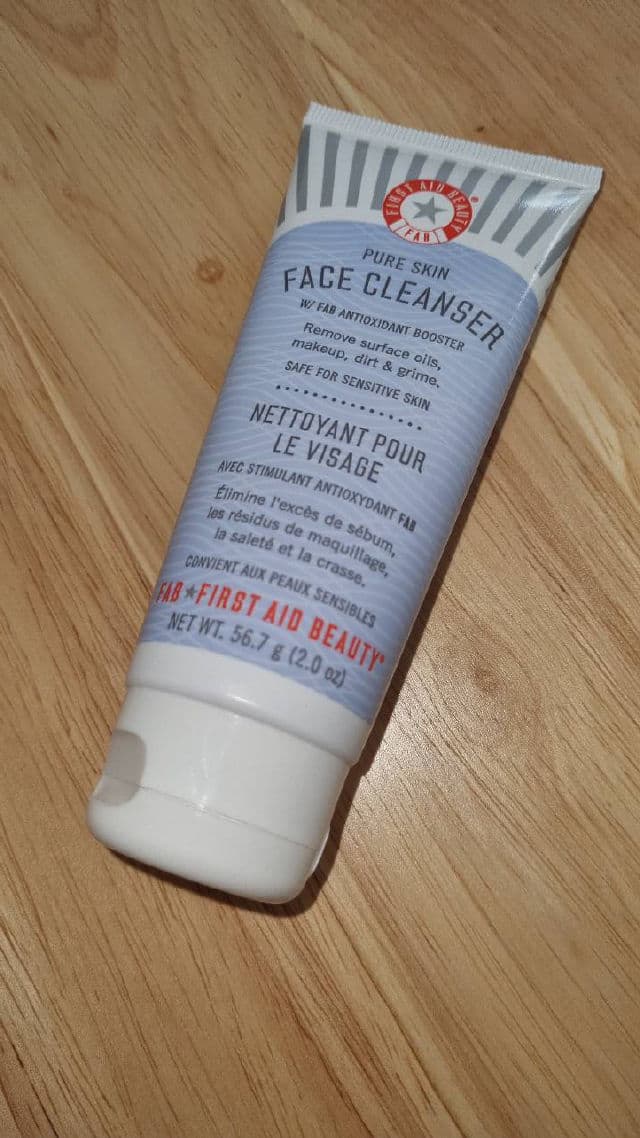 FIRST AID BEAUTY®
FAB
PURE SKIN
FACE CLEANSER
W/ FAB ANTIOXIDANT BOOSTER
Remove surface oils,
makeup, dirt & grime.
SAFE FOR SENSITIVE SKIN
NETTOYANT POUR
LE VISAGE
AVEC STIMULANT ANTIOXYDANT FAB
Élimine l'excès de sébum,
les résidus de maquillage,
la saleté et la crasse.
CONVIENT AUX PEAUX SENSIBLES
FAB★FIRST AID BEAUTY®
NET WT. 56.7 g (2.0 oz)